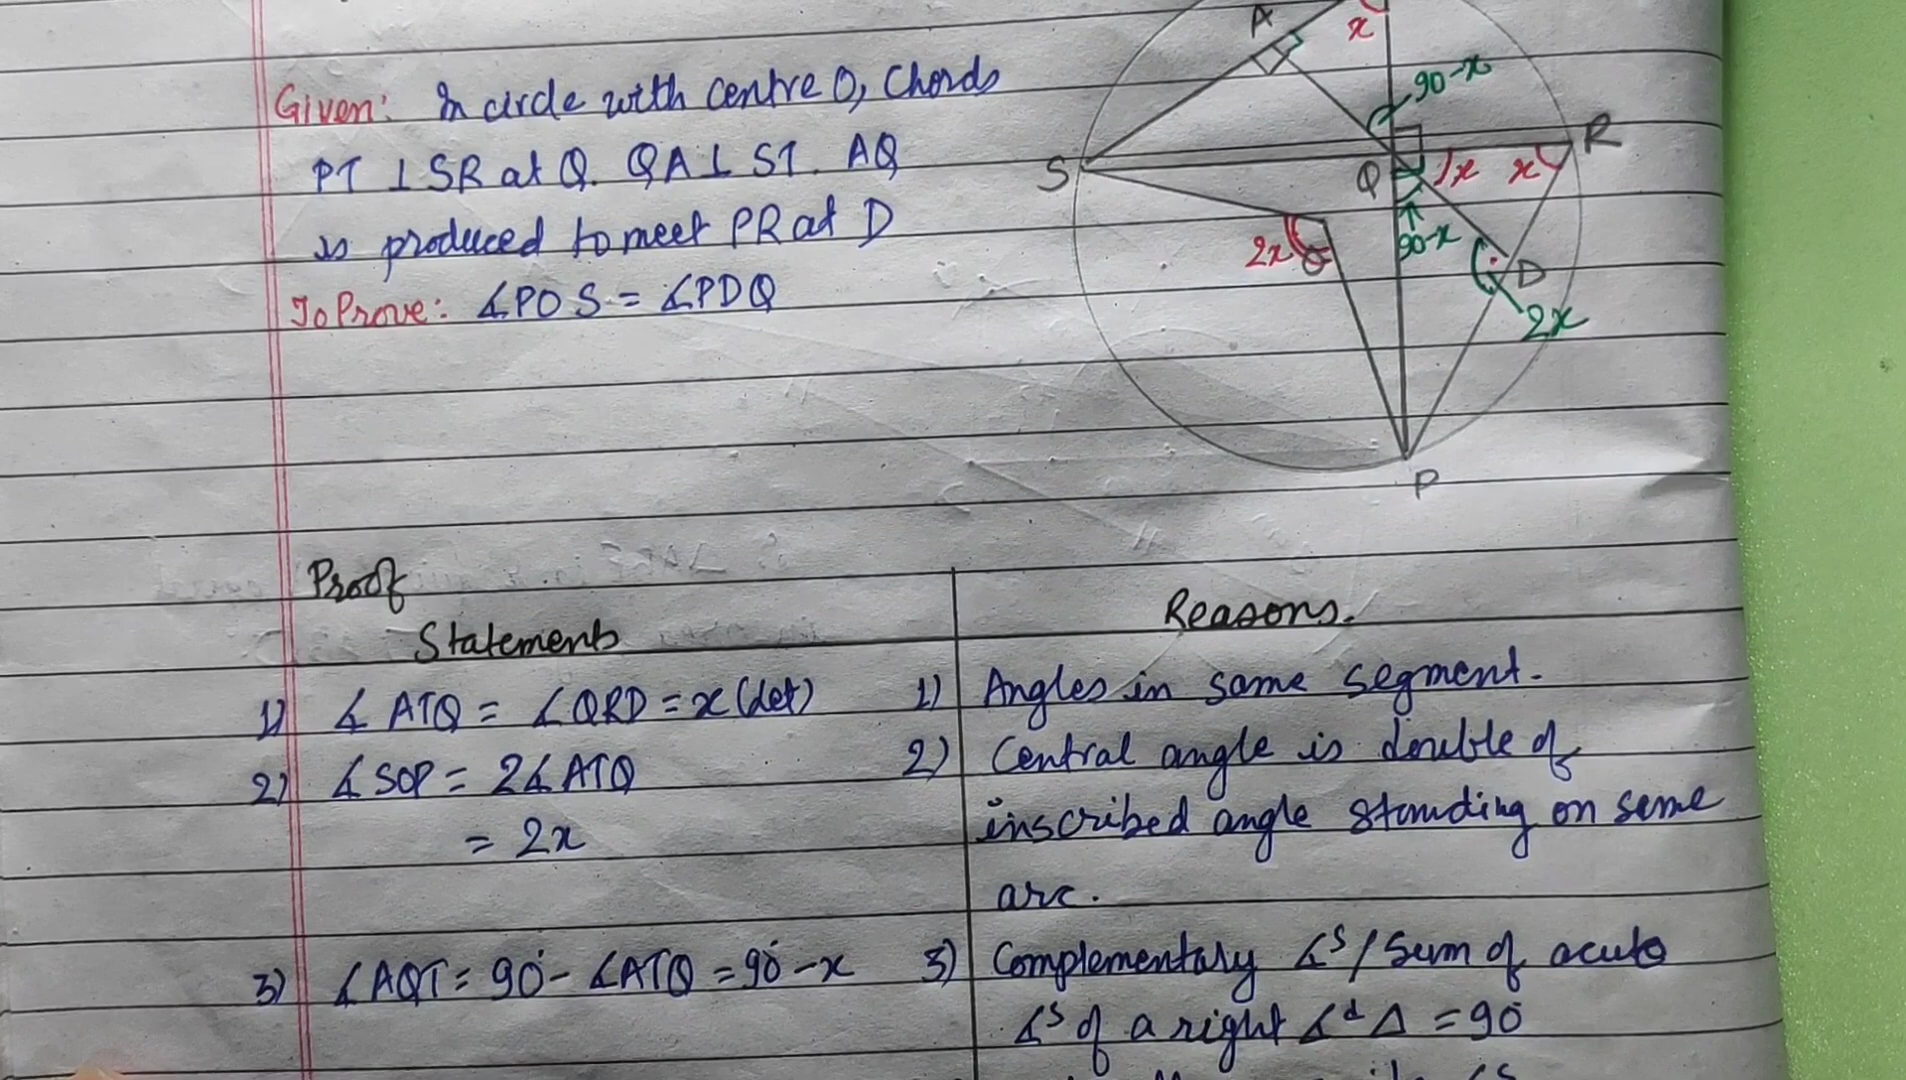 A
x
Given: In circle with centre O, Chords
90-x
PT ⊥ SR at Q. QA ⊥ ST. AQ
R
S
Q
x
x
is produced to meet PR at D
90-x
2x
O
D
To Prove: ∡POS = ∡PDQ
2x
P
Proof
Statements
Reasons.
1) ∡ATQ = ∡QRD = x (let)
1) Angles in same segment.
2) ∡SOP = 2∡ATQ
= 2x
2) Central angle is double of
inscribed angle standing on same
arc.
3) ∡AQT = 90° - ∡ATQ = 90° - x
3) Complementary ∡s / Sum of acute
∡s of a right ∡d Δ = 90°